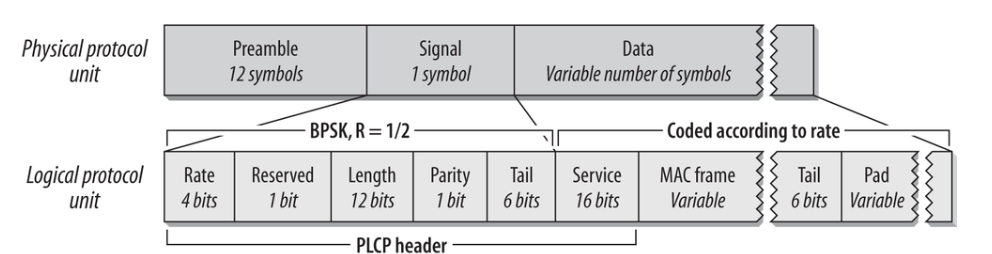 Physical protocol
unit
Preamble
12 symbols
Signal
1 symbol
Data
Variable number of symbols
BPSK, R = 1/2
Coded according to rate
Logical protocol
unit
Rate
4 bits
Reserved
1 bit
Length
12 bits
Parity
1 bit
Tail
6 bits
Service
16 bits
MAC frame
Variable
Tail
6 bits
Pad
Variable
PLCP header